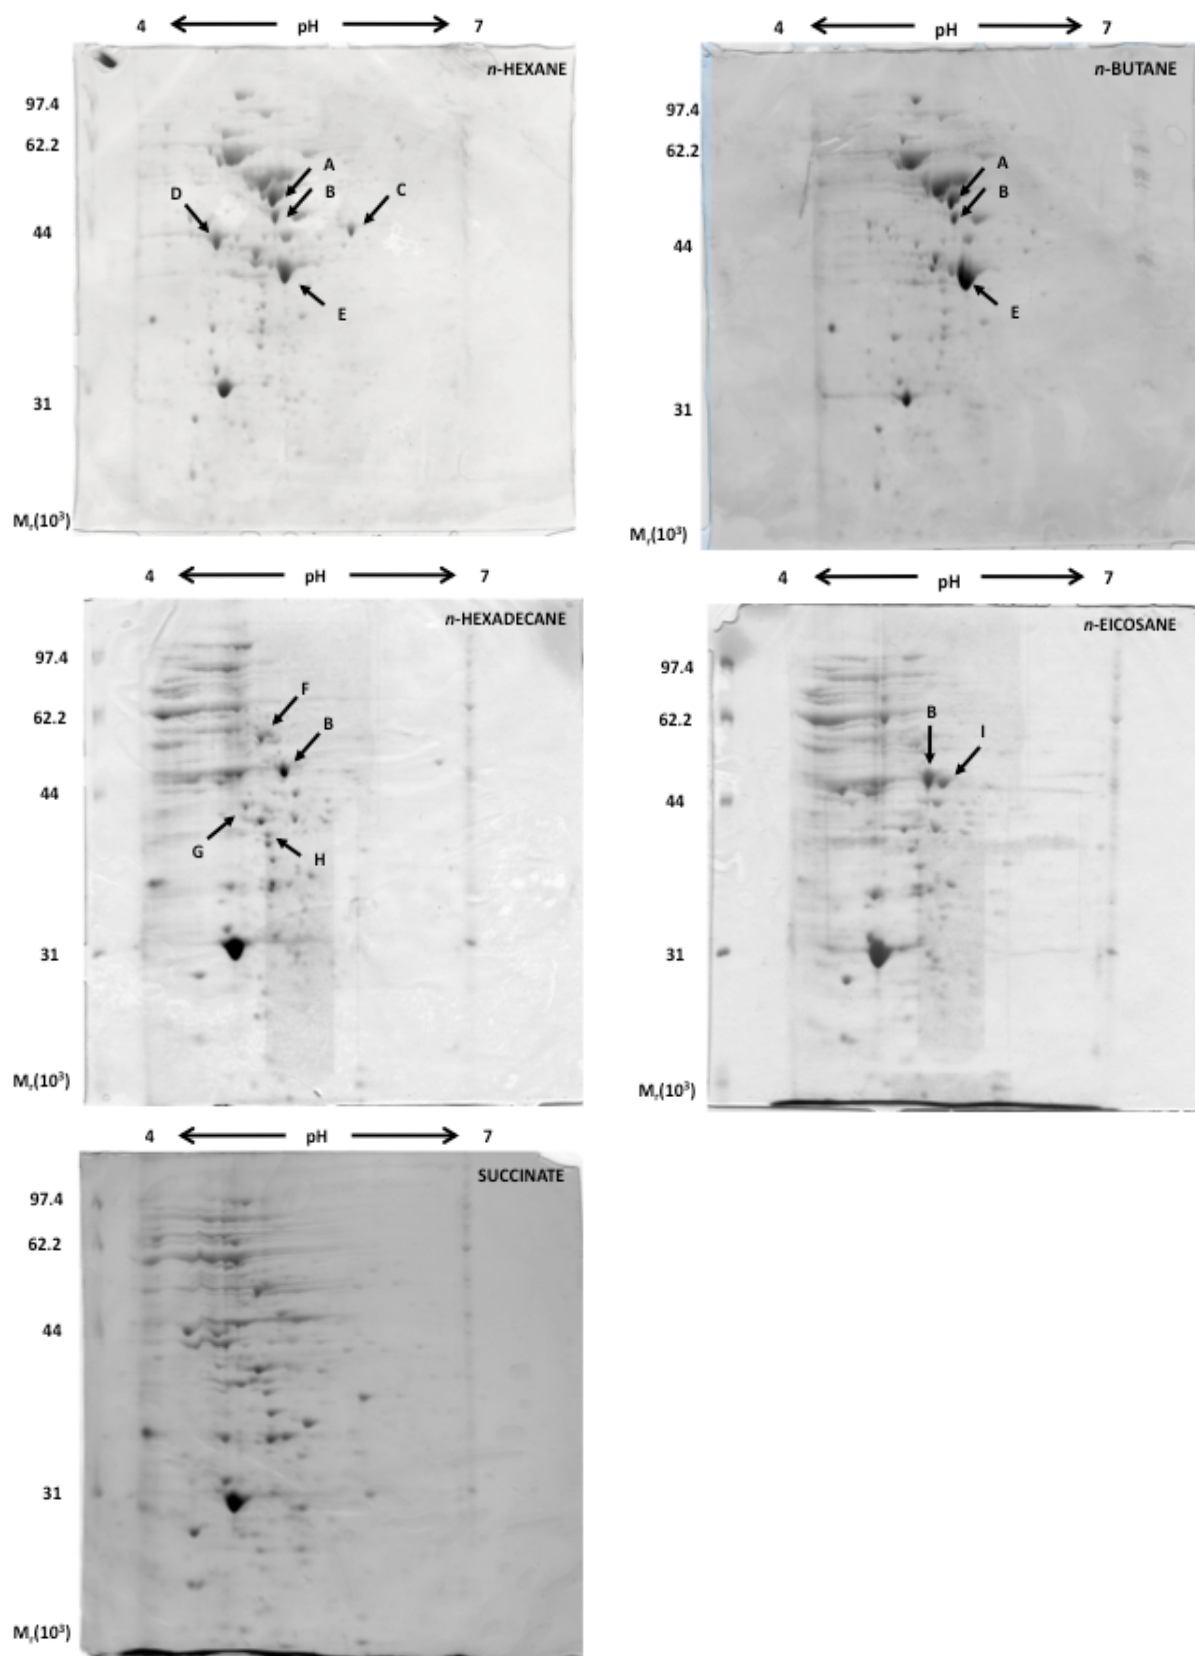 4 pH 7
n-HEXANE
97.4
62.2
44
31
Mr(10³)
A
B
C
D
E
4 pH 7
n-BUTANE
97.4
62.2
44
31
Mr(10³)
A
B
E
4 pH 7
n-HEXADECANE
97.4
62.2
44
31
Mr(10³)
F
B
G
H
4 pH 7
n-EICOSANE
97.4
62.2
44
31
Mr(10³)
B
I
4 pH 7
SUCCINATE
97.4
62.2
44
31
Mr(10³)